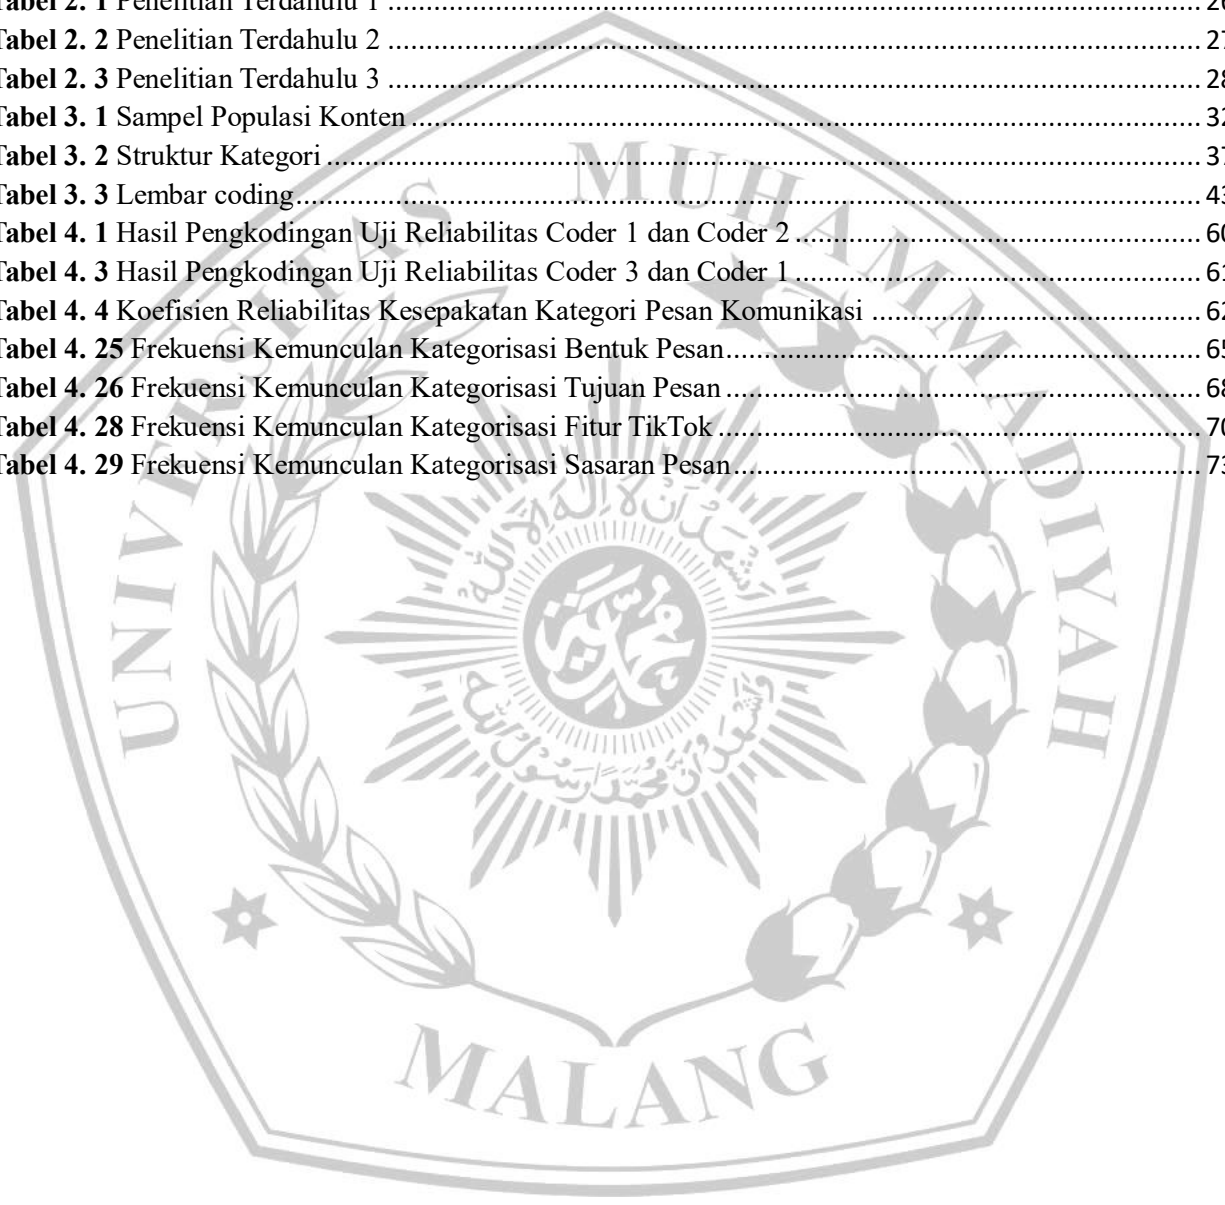 Tabel 2. 1 Penelitian Terdahulu 1 ........ 26
Tabel 2. 2 Penelitian Terdahulu 2 ........ 27
Tabel 2. 3 Penelitian Terdahulu 3 ........ 28
Tabel 3. 1 Sampel Populasi Konten ........ 32
Tabel 3. 2 Struktur Kategori ........ 37
Tabel 3. 3 Lembar coding ........ 43
Tabel 4. 1 Hasil Pengkodingan Uji Reliabilitas Coder 1 dan Coder 2 ........ 60
Tabel 4. 3 Hasil Pengkodingan Uji Reliabilitas Coder 3 dan Coder 1 ........ 61
Tabel 4. 4 Koefisien Reliabilitas Kesepakatan Kategori Pesan Komunikasi ........ 62
Tabel 4. 25 Frekuensi Kemunculan Kategorisasi Bentuk Pesan ........ 65
Tabel 4. 26 Frekuensi Kemunculan Kategorisasi Tujuan Pesan ........ 68
Tabel 4. 28 Frekuensi Kemunculan Kategorisasi Fitur TikTok ........ 70
Tabel 4. 29 Frekuensi Kemunculan Kategorisasi Sasaran Pesan ........ 73
UNIVERSITAS MUHAMMADIYAH
MALANG